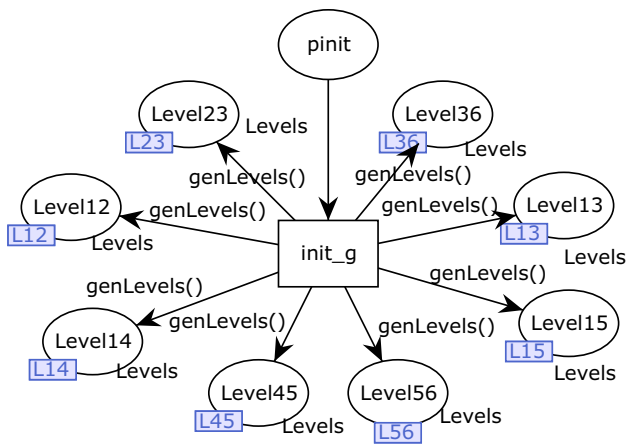 pinit
Level23
Levels
L23
Level36
Levels
L36
genLevels()
genLevels()
Level12
Levels
L12
genLevels()
genLevels()
Level13
Levels
L13
init_g
genLevels()
genLevels()
Level14
Levels
L14
genLevels()
genLevels()
Level15
Levels
L15
Level45
Levels
L45
Level56
Levels
L56